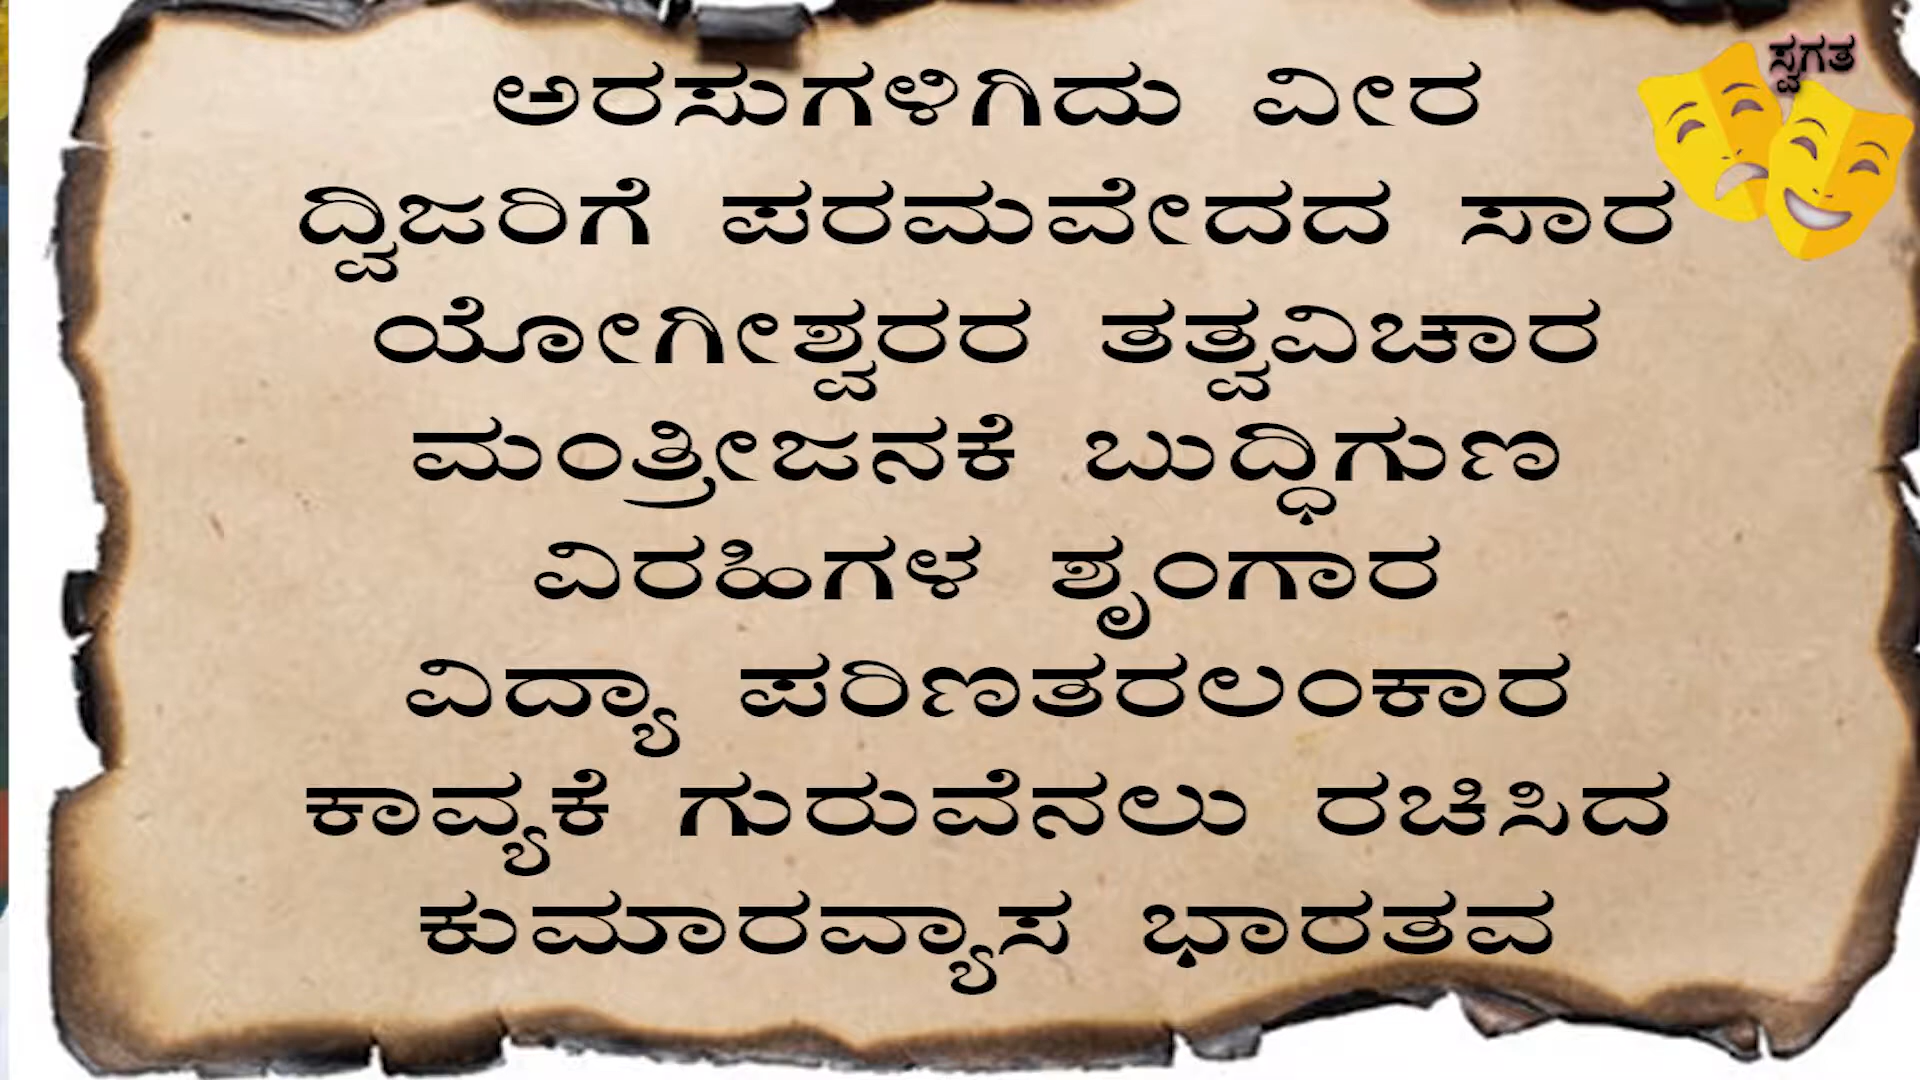 ಸ್ವಗತ
ಅರಸುಗಳಿಗಿದು ವೀರ
ದ್ವಿಜರಿಗೆ ಪರಮವೇದದ ಸಾರ
ಯೋಗೀಶ್ವರರ ತತ್ವವಿಚಾರ
ಮಂತ್ರೀಜನಕೆ ಬುದ್ಧಿಗುಣ
ವಿರಹಿಗಳ ಶೃಂಗಾರ
ವಿದ್ಯಾ ಪರಿಣತರಲಂಕಾರ
ಕಾವ್ಯಕೆ ಗುರುವೆನಲು ರಚಿಸಿದ
ಕುಮಾರವ್ಯಾಸ ಭಾರತವ